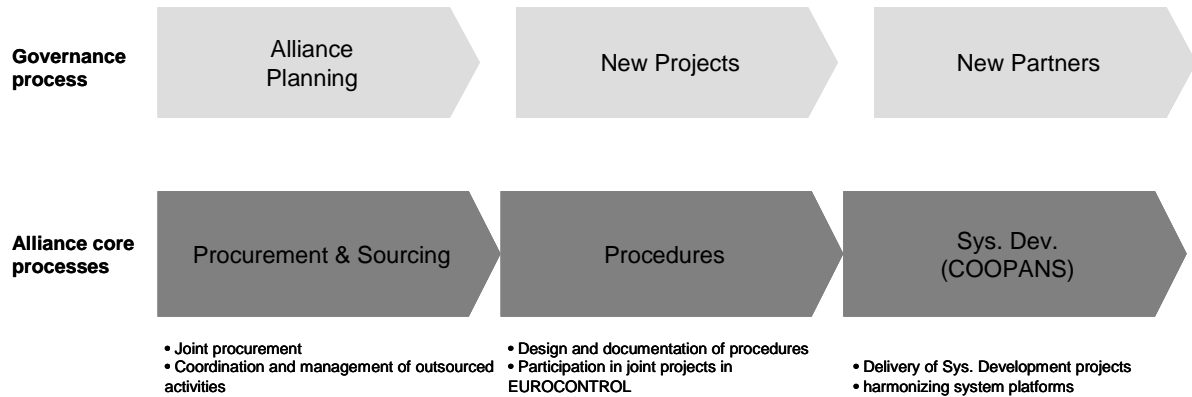 Governance
process
Alliance
Planning
New Projects
New Partners
Alliance core
processes
Procurement & Sourcing
Procedures
Sys. Dev.
(COOPANS)
• Joint procurement
• Coordination and management of outsourced
activities
• Design and documentation of procedures
• Participation in joint projects in
EUROCONTROL
• Delivery of Sys. Development projects
• harmonizing system platforms